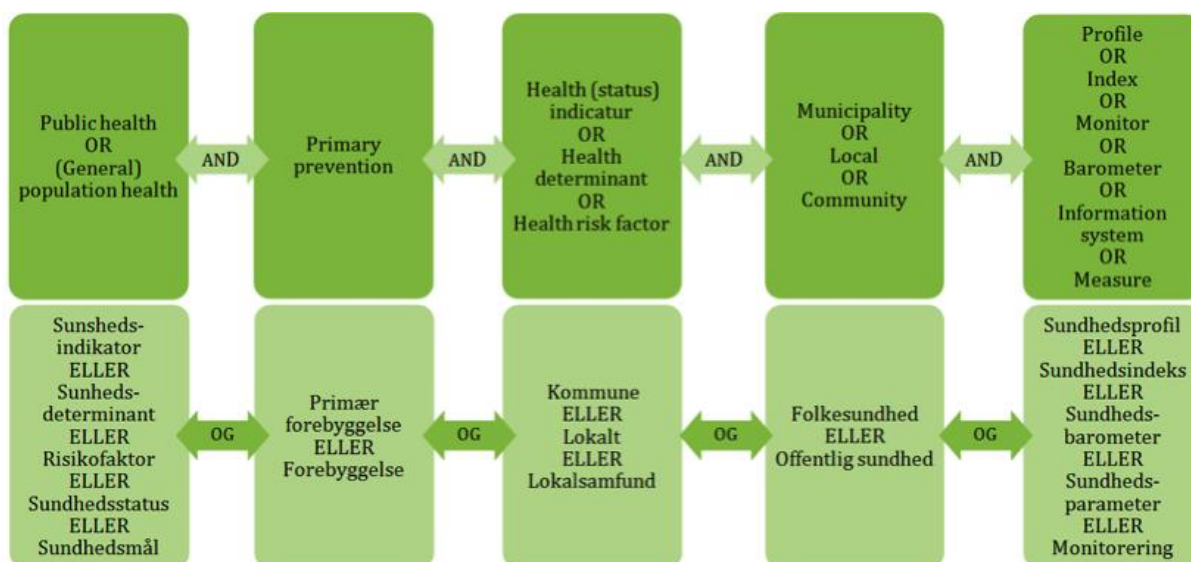 Public health
OR
(General)
population health
AND
Primary
prevention
AND
Health (status)
indicatur
OR
Health
determinant
OR
Health risk factor
AND
Municipality
OR
Local
OR
Community
AND
Profile
OR
Index
OR
Monitor
OR
Barometer
OR
Information
system
OR
Measure
Sunsheds-
indikator
ELLER
Sunheds-
determinant
ELLER
Risikofaktor
ELLER
Sundhedsstatus
ELLER
Sundhedsmål
OG
Primær
forebyggelse
ELLER
Forebyggelse
OG
Kommune
ELLER
Lokalt
ELLER
Lokalsamfund
OG
Folkesundhed
ELLER
Offentlig sundhed
OG
Sundhedsprofil
ELLER
Sundhedsindeks
ELLER
Sundheds-
barometer
ELLER
Sundheds-
parameter
ELLER
Monitorering